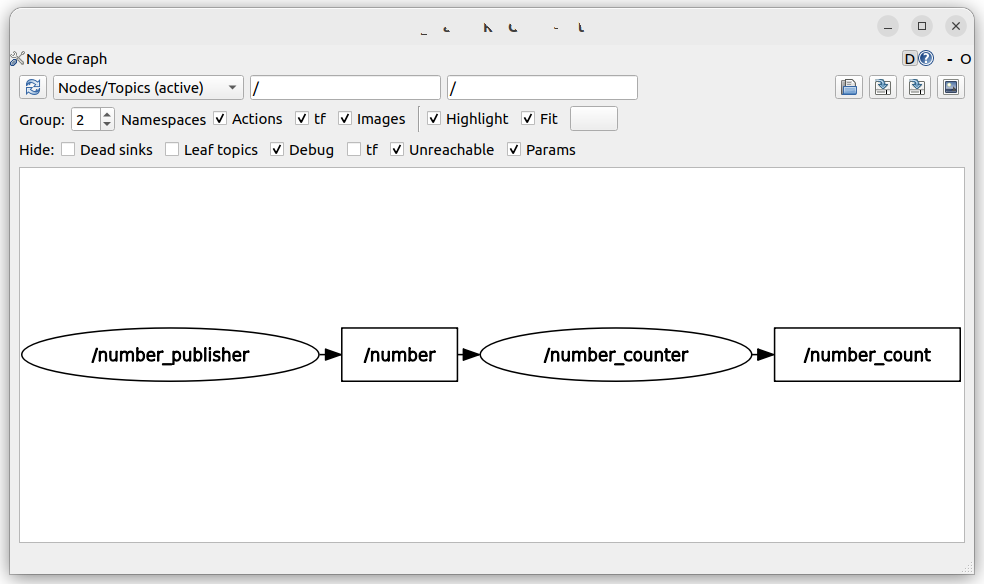 Node Graph D ? - O
Nodes/Topics (active) / /
Group: 2 Namespaces Actions tf Images Highlight Fit
Hide: Dead sinks Leaf topics Debug tf Unreachable Params
/number_publisher /number /number_counter /number_count